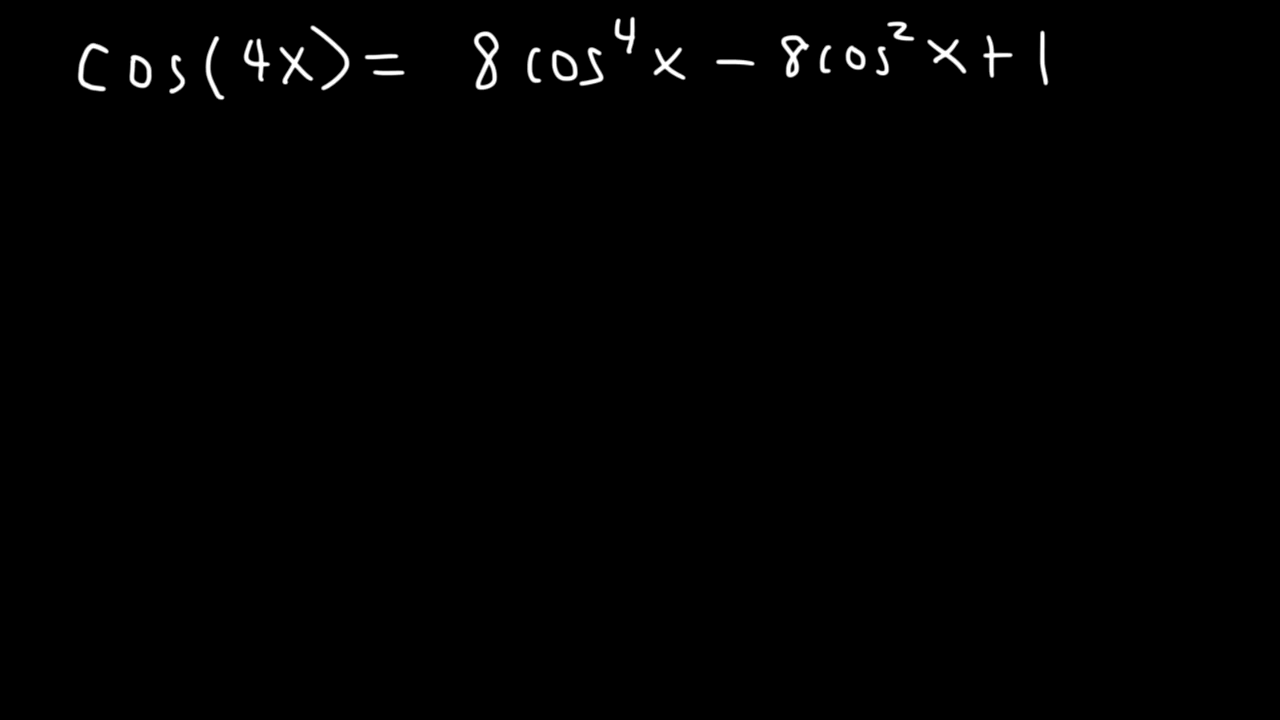 cos(4x) = 8cos⁴x - 8cos²x + 1